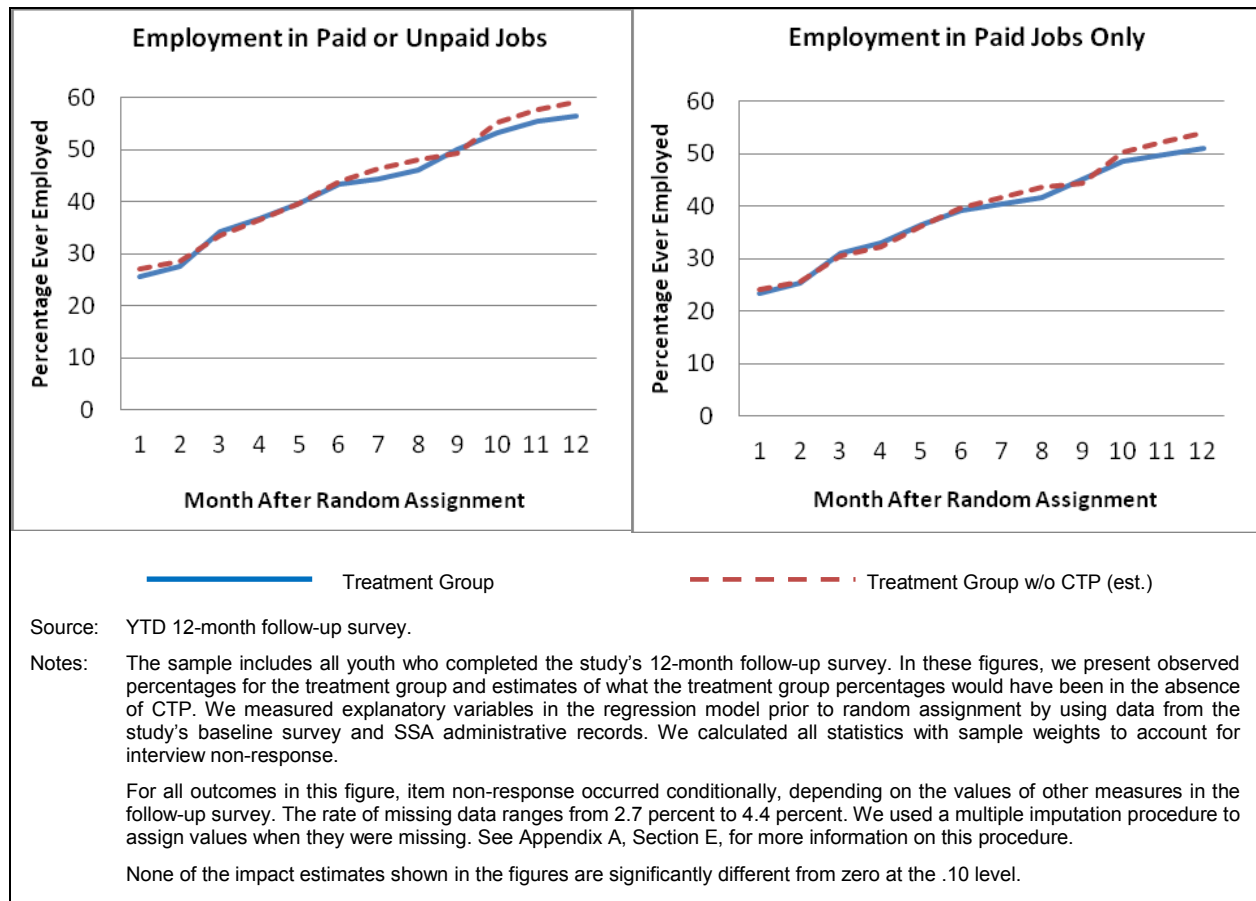 Employment in Paid or Unpaid Jobs
Percentage Ever Employed
60
50
40
30
20
10
0
1 2 3 4 5 6 7 8 9 10 11 12
Month After Random Assignment
Employment in Paid Jobs Only
Percentage Ever Employed
60
50
40
30
20
10
0
1 2 3 4 5 6 7 8 9 10 11 12
Month After Random Assignment
Treatment Group
Treatment Group w/o CTP (est.)
Source: YTD 12-month follow-up survey.
Notes: The sample includes all youth who completed the study's 12-month follow-up survey. In these figures, we present observed
percentages for the treatment group and estimates of what the treatment group percentages would have been in the absence
of CTP. We measured explanatory variables in the regression model prior to random assignment by using data from the
study's baseline survey and SSA administrative records. We calculated all statistics with sample weights to account for
interview non-response.
For all outcomes in this figure, item non-response occurred conditionally, depending on the values of other measures in the
follow-up survey. The rate of missing data ranges from 2.7 percent to 4.4 percent. We used a multiple imputation procedure to
assign values when they were missing. See Appendix A, Section E, for more information on this procedure.
None of the impact estimates shown in the figures are significantly different from zero at the .10 level.